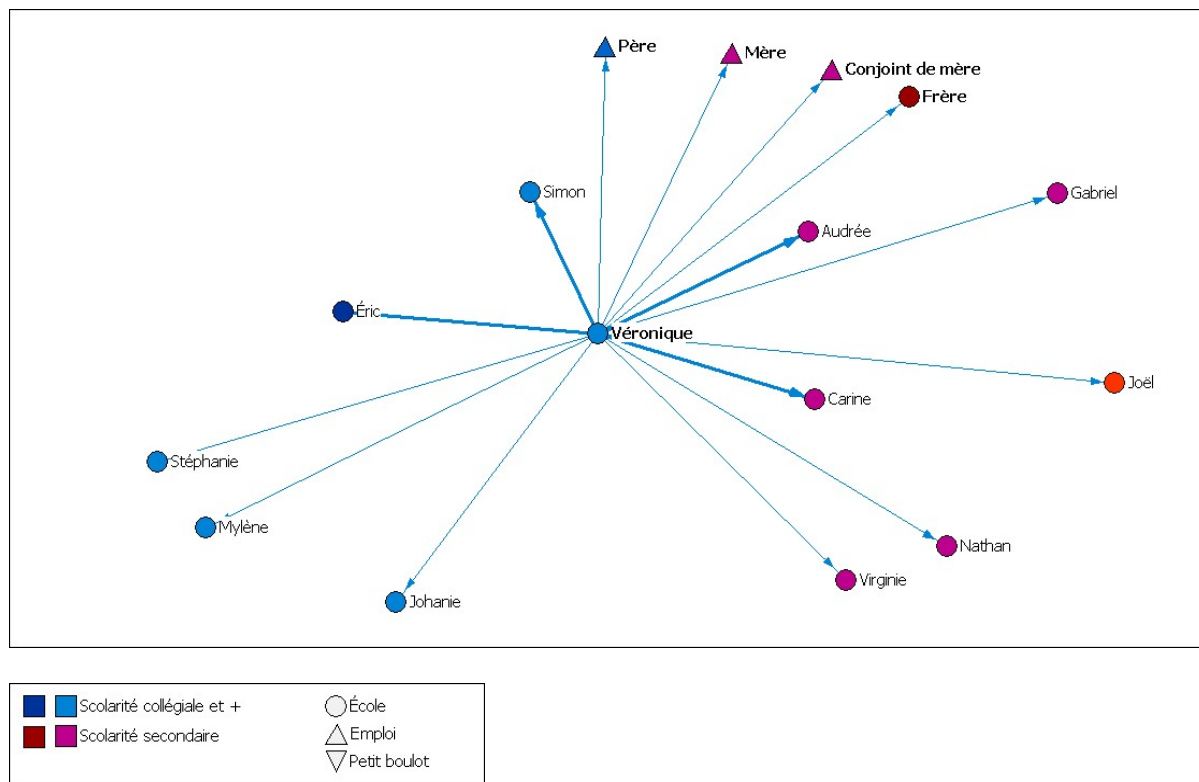 Père
Mère
Conjoint de mère
Frère
Simon
Gabriel
Audrée
Éric
Véronique
Joël
Carine
Stéphanie
Mylène
Nathan
Virginie
Johanie
Scolarité collégiale et +
École
Scolarité secondaire
Emploi
Petit boulot